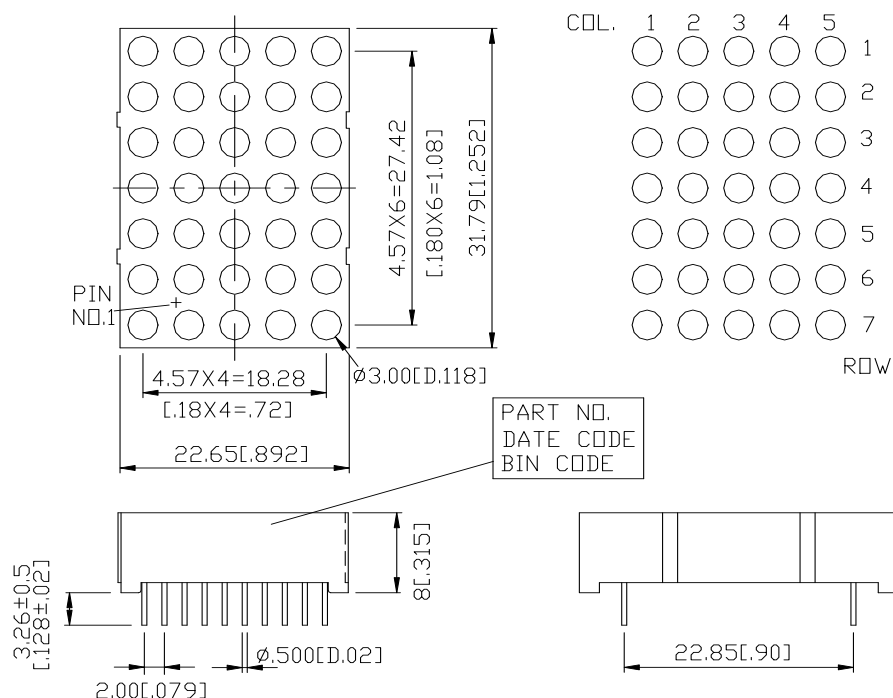 COL. 1 2 3 4 5
1
2
3
4
5
6
7
ROW
4.57X6=27.42
[.180X6=1.08]
31.79[1.252]
PIN
NO.1
ø3.00[D.118]
4.57X4=18.28
[.18X4=.72]
22.65[.892]
PART NO.
DATE CODE
BIN CODE
8[.315]
3.26±0.5
[.128±.02]
ø.500[D.02]
2.00[.079]
22.85[.90]